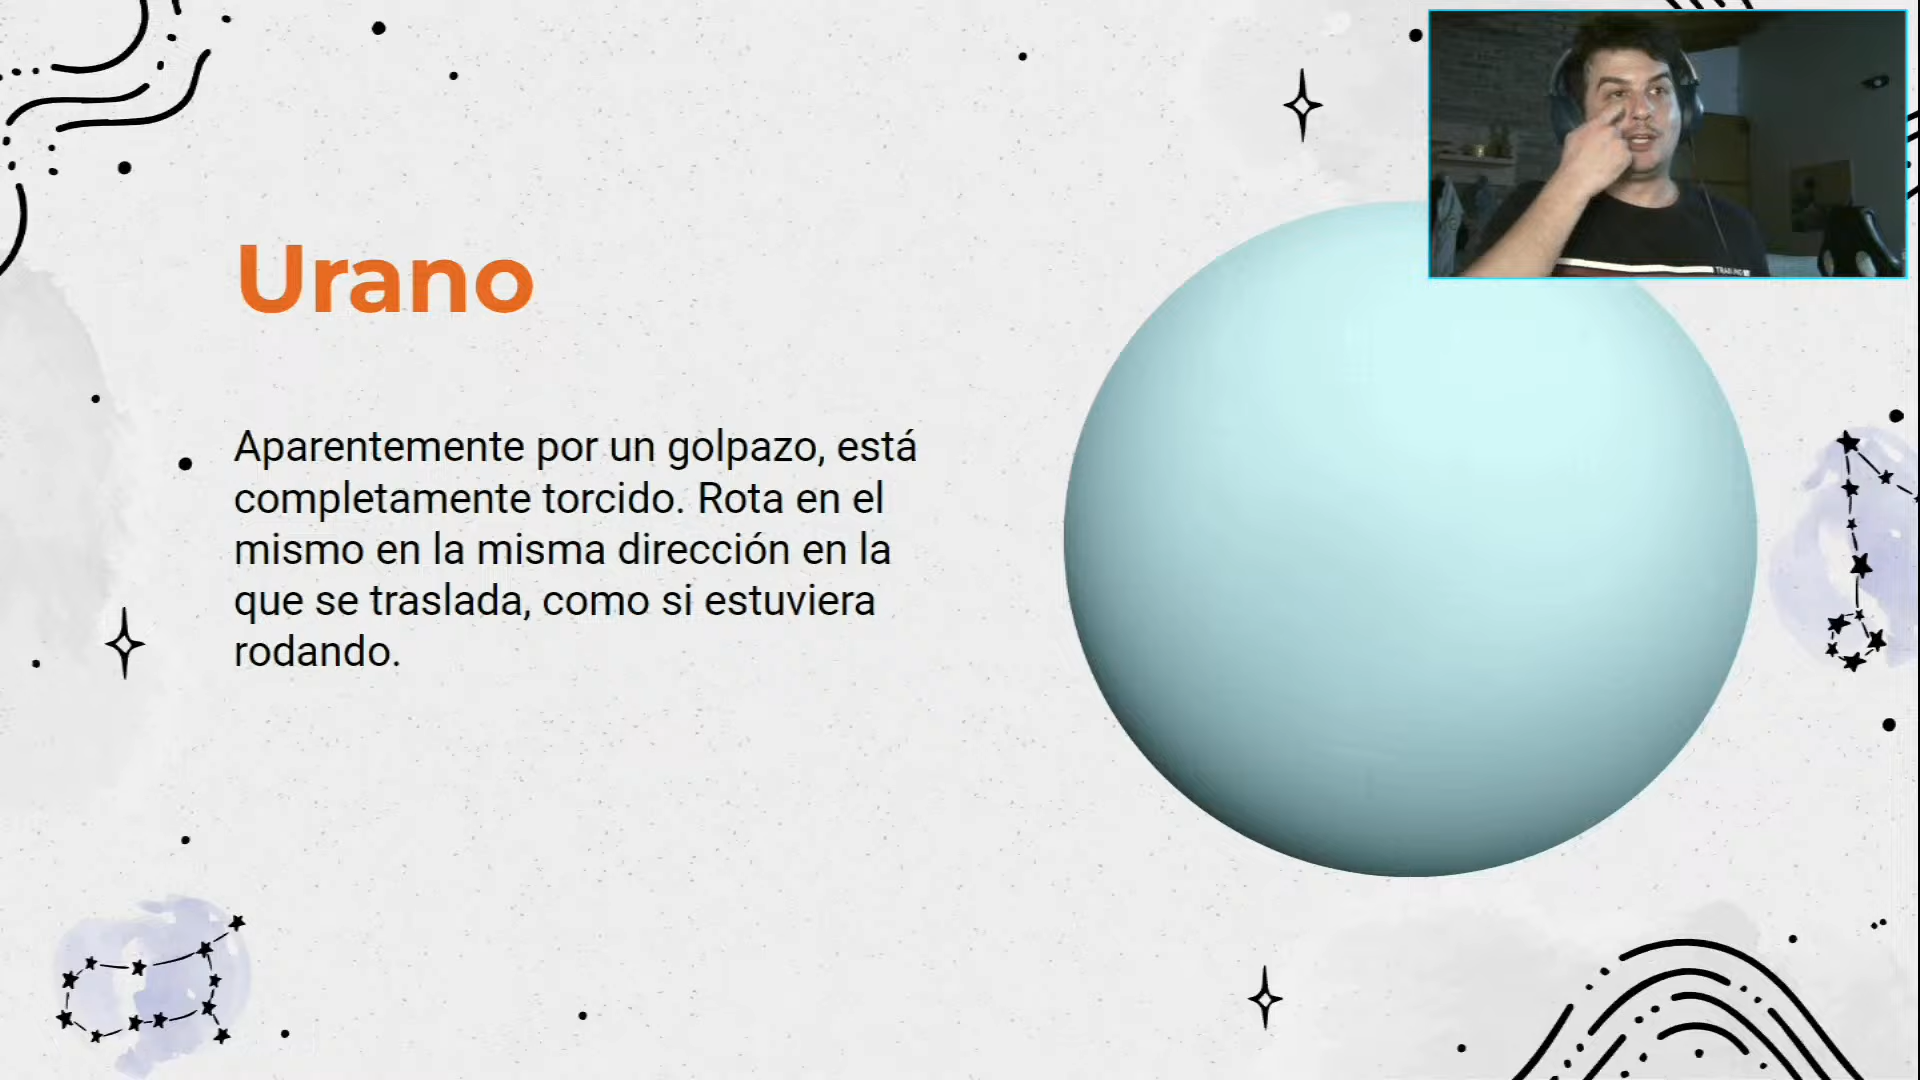 Urano
Aparentemente por un golpazo, está
completamente torcido. Rota en el
mismo en la misma dirección en la
que se traslada, como si estuviera
rodando.